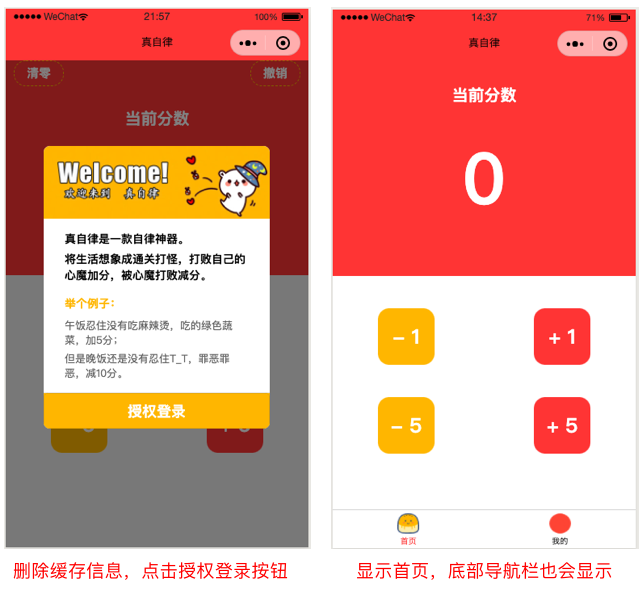 WeChat 21:57 100%
真自律
清零 撤销
当前分数
Welcome!
欢迎来到 真自律
真自律是一款自律神器。
将生活想象成通关打怪，打败自己的
心魔加分，被心魔打败减分。
举个例子：
午饭忍住没有吃麻辣烫，吃的绿色蔬
菜，加5分；
但是晚饭还是没有忍住T_T，罪恶罪
恶，减10分。
授权登录
删除缓存信息，点击授权登录按钮
WeChat 14:37 71%
真自律
当前分数
0
– 1 + 1
– 5 + 5
首页 我的
显示首页，底部导航栏也会显示